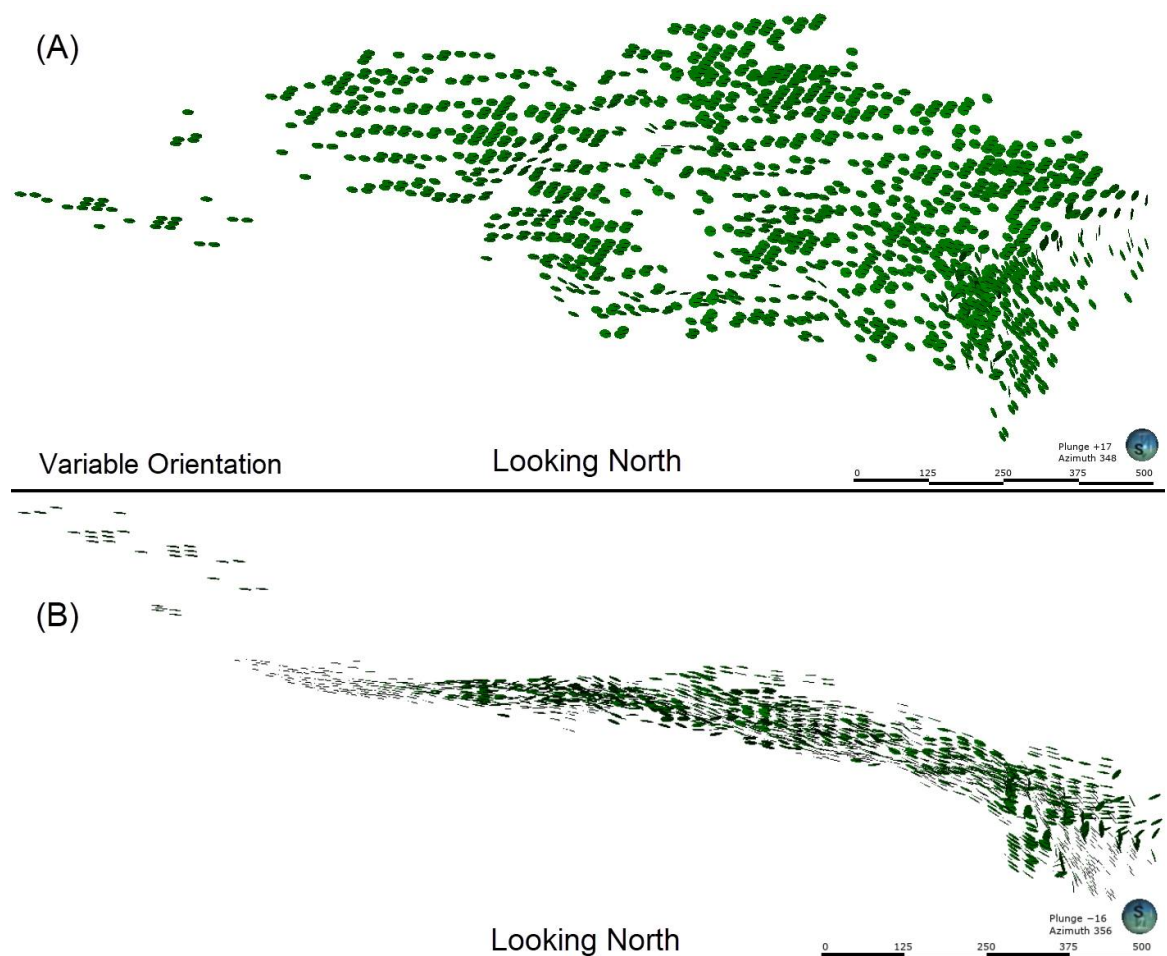 (A)
Variable Orientation
Looking North
Plunge +17
Azimuth 348
S
0 125 250 375 500
(B)
Looking North
Plunge −16
Azimuth 356
S
0 125 250 375 500